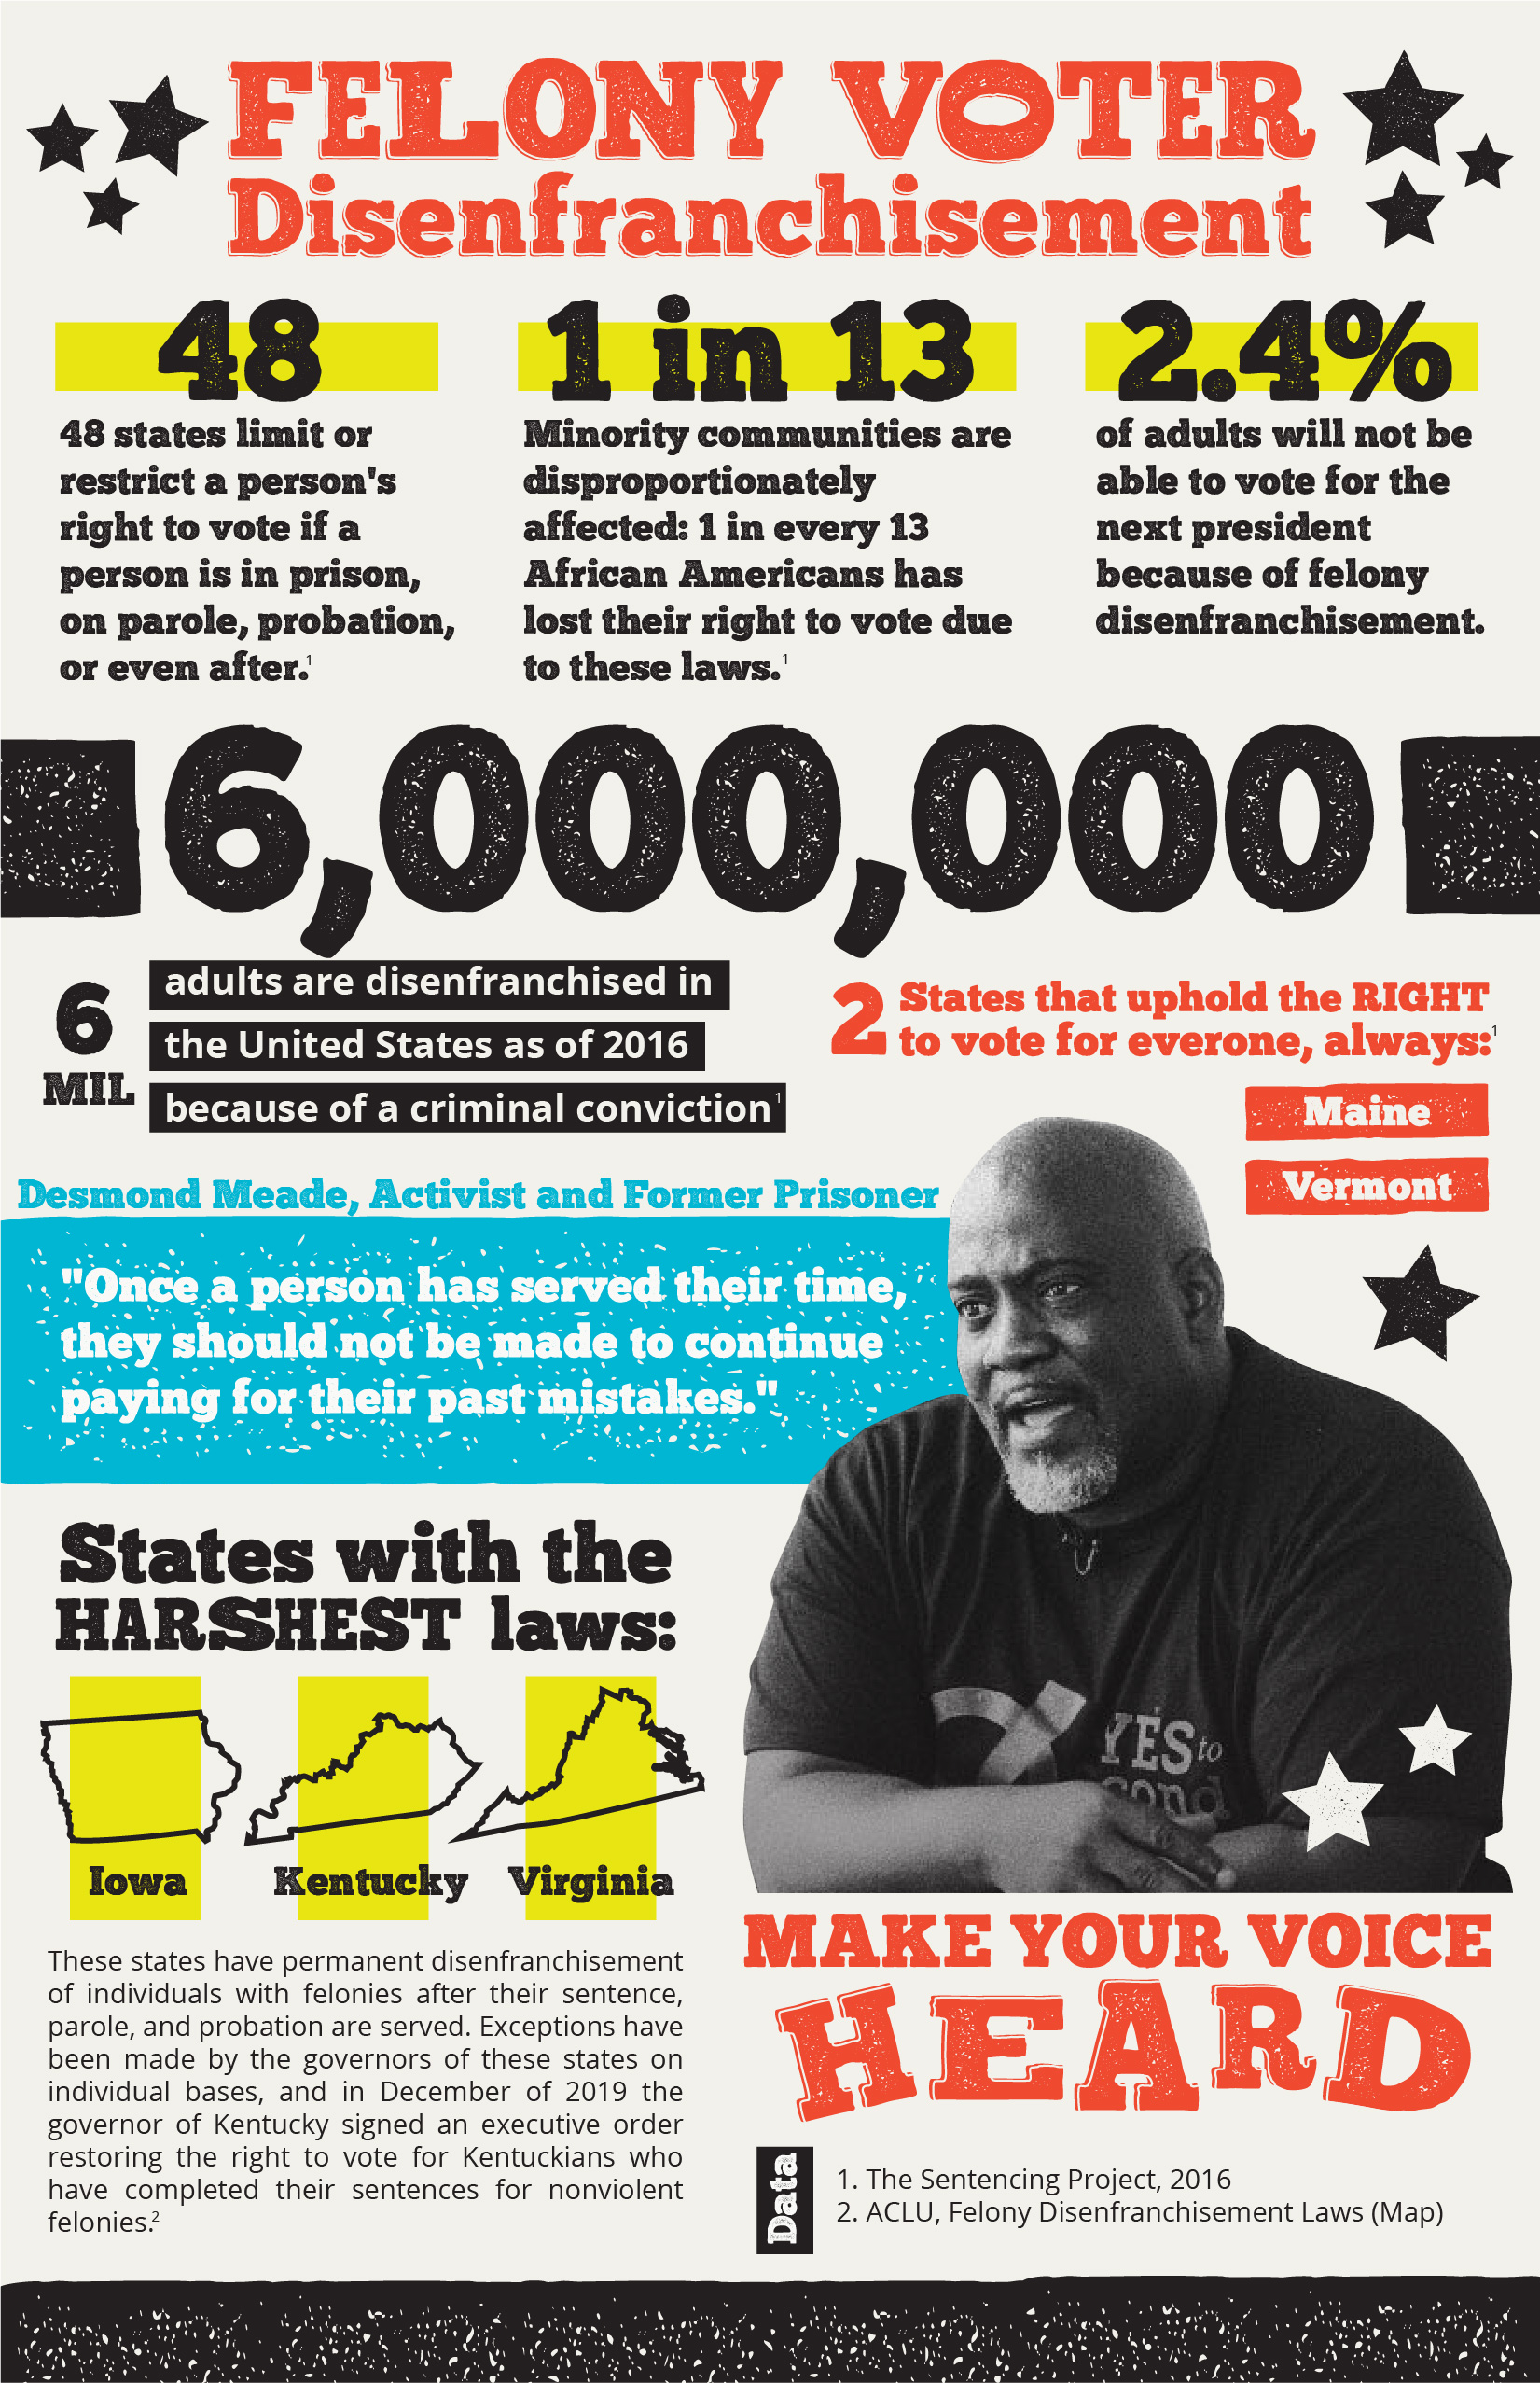 FELONY VOTER
Disenfranchisement
48
48 states limit or
restrict a person's
right to vote if a
person is in prison,
on parole, probation,
or even after.¹
1 in 13
Minority communities are
disproportionately
affected: 1 in every 13
African Americans has
lost their right to vote due
to these laws.¹
2.4%
of adults will not be
able to vote for the
next president
because of felony
disenfranchisement.
6,000,000
6
MIL
adults are disenfranchised in
the United States as of 2016
because of a criminal conviction¹
2
States that uphold the RIGHT
to vote for everone, always:¹
Maine
Vermont
Desmond Meade, Activist and Former Prisoner
"Once a person has served their time,
they should not be made to continue
paying for their past mistakes."
YES to
Second
States with the
HARSHEST laws:
Iowa
Kentucky
Virginia
These states have permanent disenfranchisement
of individuals with felonies after their sentence,
parole, and probation are served. Exceptions have
been made by the governors of these states on
individual bases, and in December of 2019 the
governor of Kentucky signed an executive order
restoring the right to vote for Kentuckians who
have completed their sentences for nonviolent
felonies.²
MAKE YOUR VOICE
HEARD
Data
1. The Sentencing Project, 2016
2. ACLU, Felony Disenfranchisement Laws (Map)